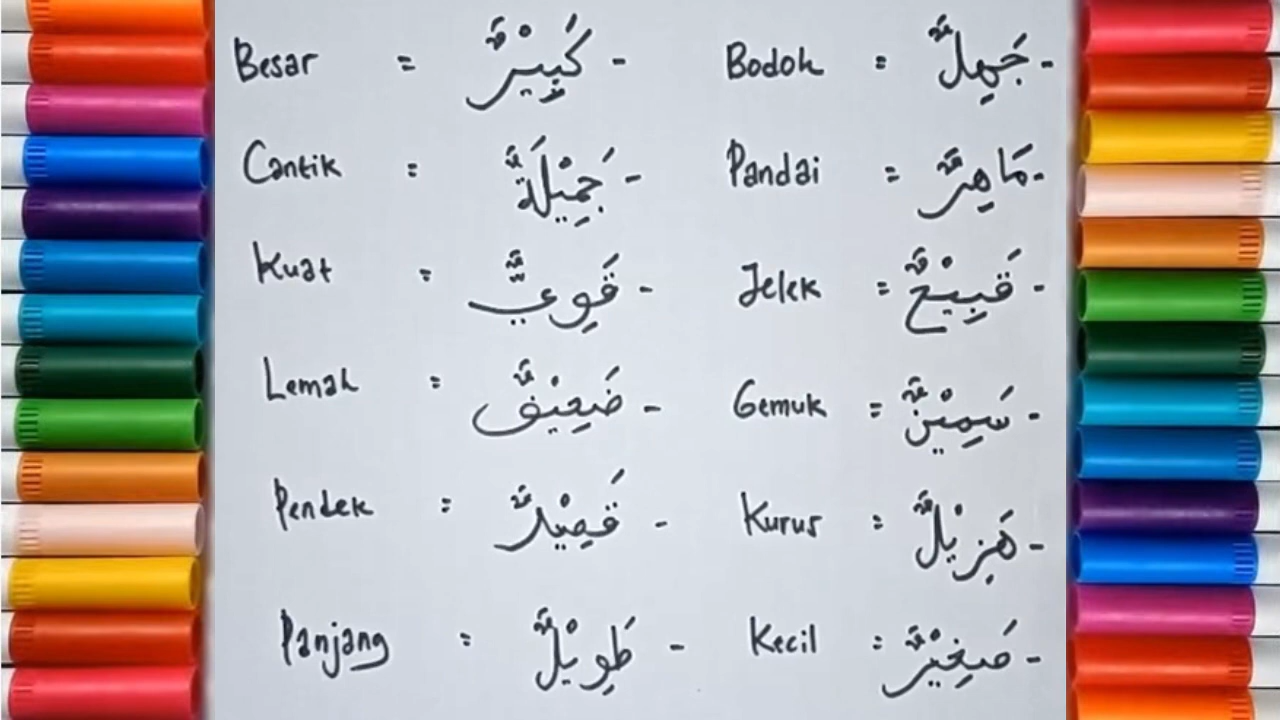 Besar = كَبِيْرٌ -
Cantik = جَمِيْلَةٌ -
Kuat = قَوِيٌّ -
Lemah = ضَعِيْفٌ -
Pendek = قَصِيْرٌ -
Panjang = طَوِيْلٌ -
Bodoh = جَهِلٌ -
Pandai = مَاهِرٌ -
Jelek = قَبِيْحٌ -
Gemuk = سَمِيْنٌ -
Kurus = هَزِيْلٌ -
Kecil = صَغِيْرٌ -